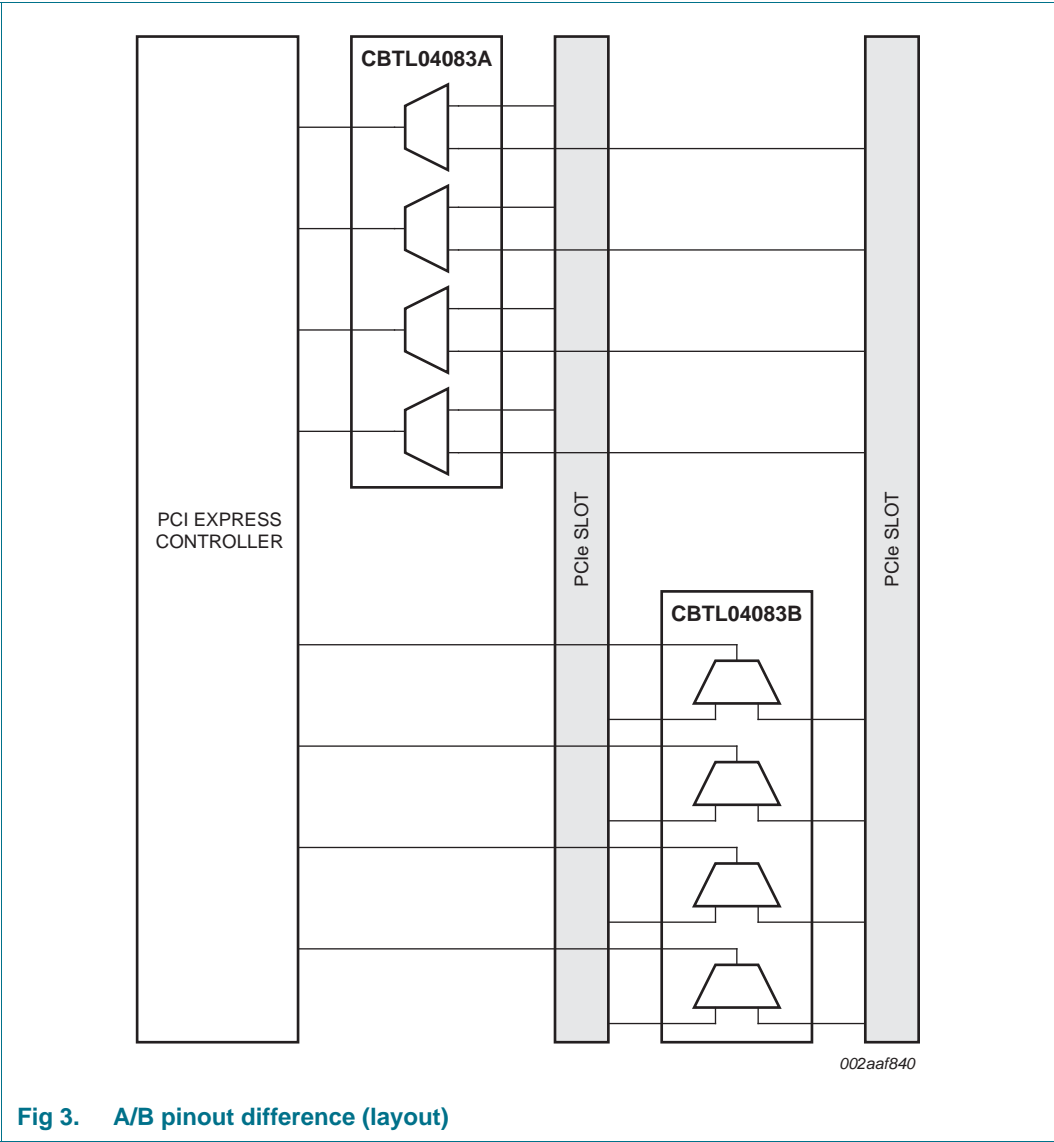 CBTL04083A
PCI EXPRESS
CONTROLLER
PCIe SLOT
PCIe SLOT
CBTL04083B
002aaf840
Fig 3. A/B pinout difference (layout)